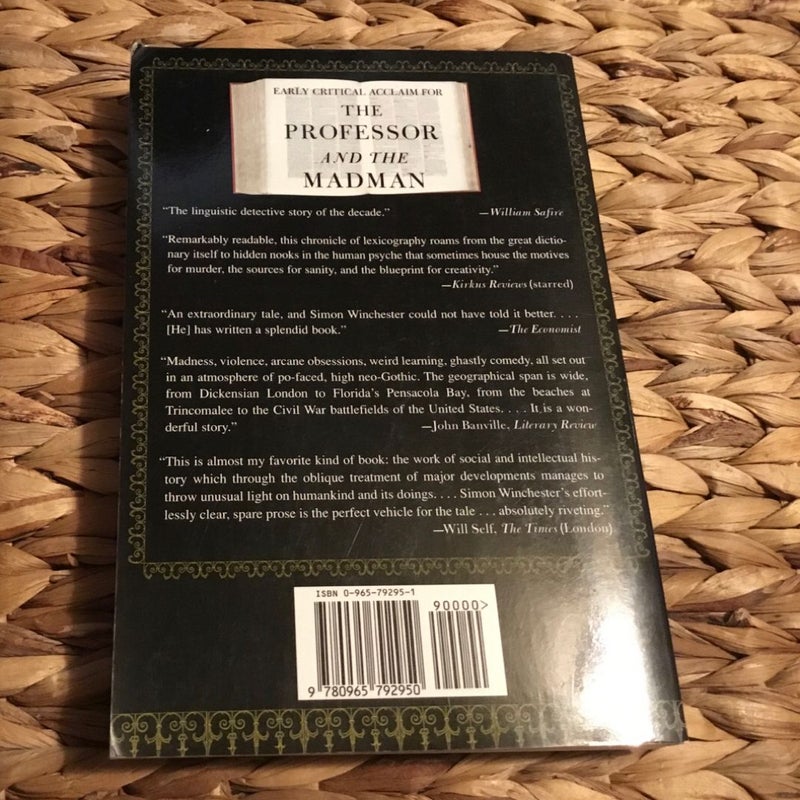 EARLY CRITICAL ACCLAIM FOR
THE
PROFESSOR
AND THE
MADMAN
“The linguistic detective story of the decade.” —William Safire
“Remarkably readable, this chronicle of lexicography roams from the great dictio-
nary itself to hidden nooks in the human psyche that sometimes house the motives
for murder, the sources for sanity, and the blueprint for creativity.”
—Kirkus Reviews (starred)
“An extraordinary tale, and Simon Winchester could not have told it better. . . .
[He] has written a splendid book.” —The Economist
“Madness, violence, arcane obsessions, weird learning, ghastly comedy, all set out
in an atmosphere of po-faced, high neo-Gothic. The geographical span is wide,
from Dickensian London to Florida's Pensacola Bay, from the beaches at
Trincomalee to the Civil War battlefields of the United States. . . . It is a won-
derful story.” —John Banville, Literary Review
“This is almost my favorite kind of book: the work of social and intellectual his-
tory which through the oblique treatment of major developments manages to
throw unusual light on humankind and its doings. . . . Simon Winchester's effort-
lessly clear, spare prose is the perfect vehicle for the tale . . . absolutely riveting.”
—Will Self, The Times (London)
ISBN 0-965-79295-1
90000>
9 780965 792950